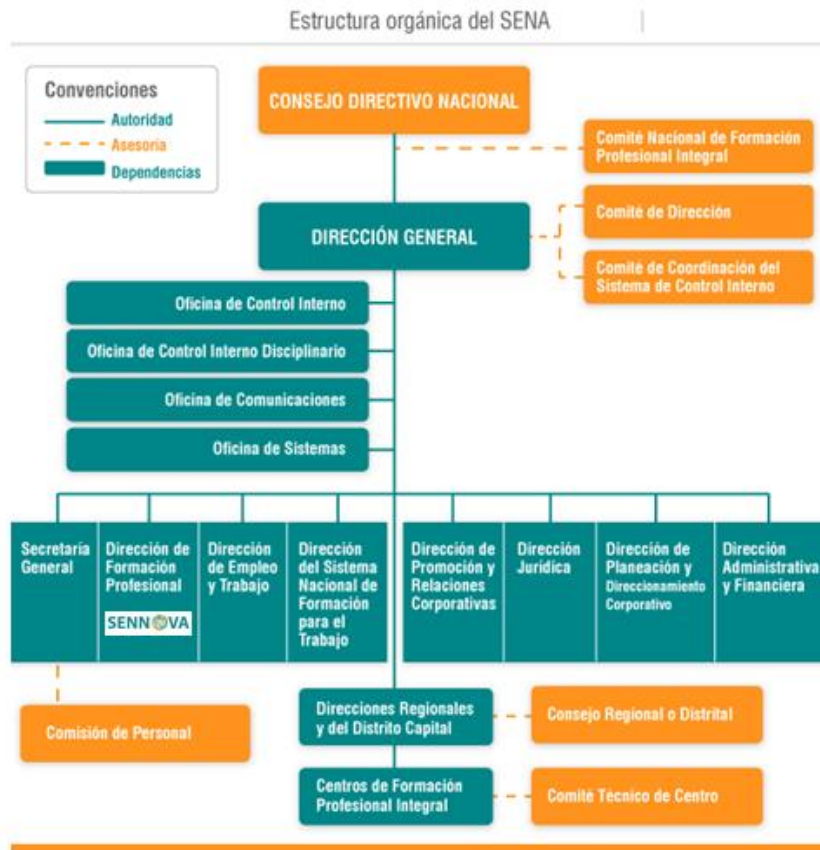 Estructura orgánica del SENA
Convenciones
Autoridad
Asesoría
Dependencias
CONSEJO DIRECTIVO NACIONAL
Comité Nacional de Formación
Profesional Integral
DIRECCIÓN GENERAL
Comité de Dirección
Comité de Coordinación del
Sistema de Control Interno
Oficina de Control Interno
Oficina de Control Interno Disciplinario
Oficina de Comunicaciones
Oficina de Sistemas
Secretaría
General
Dirección de
Formación
Profesional
SENNOVA
Dirección
de Empleo
y Trabajo
Dirección
del Sistema
Nacional de
Formación
para el
Trabajo
Dirección de
Promoción y
Relaciones
Corporativas
Dirección
Jurídica
Dirección de
Planeación y
Direccionamiento
Corporativo
Dirección
Administrativa
y Financiera
Comisión de Personal
Direcciones Regionales
y del Distrito Capital
Consejo Regional o Distrital
Centros de Formación
Profesional Integral
Comité Técnico de Centro